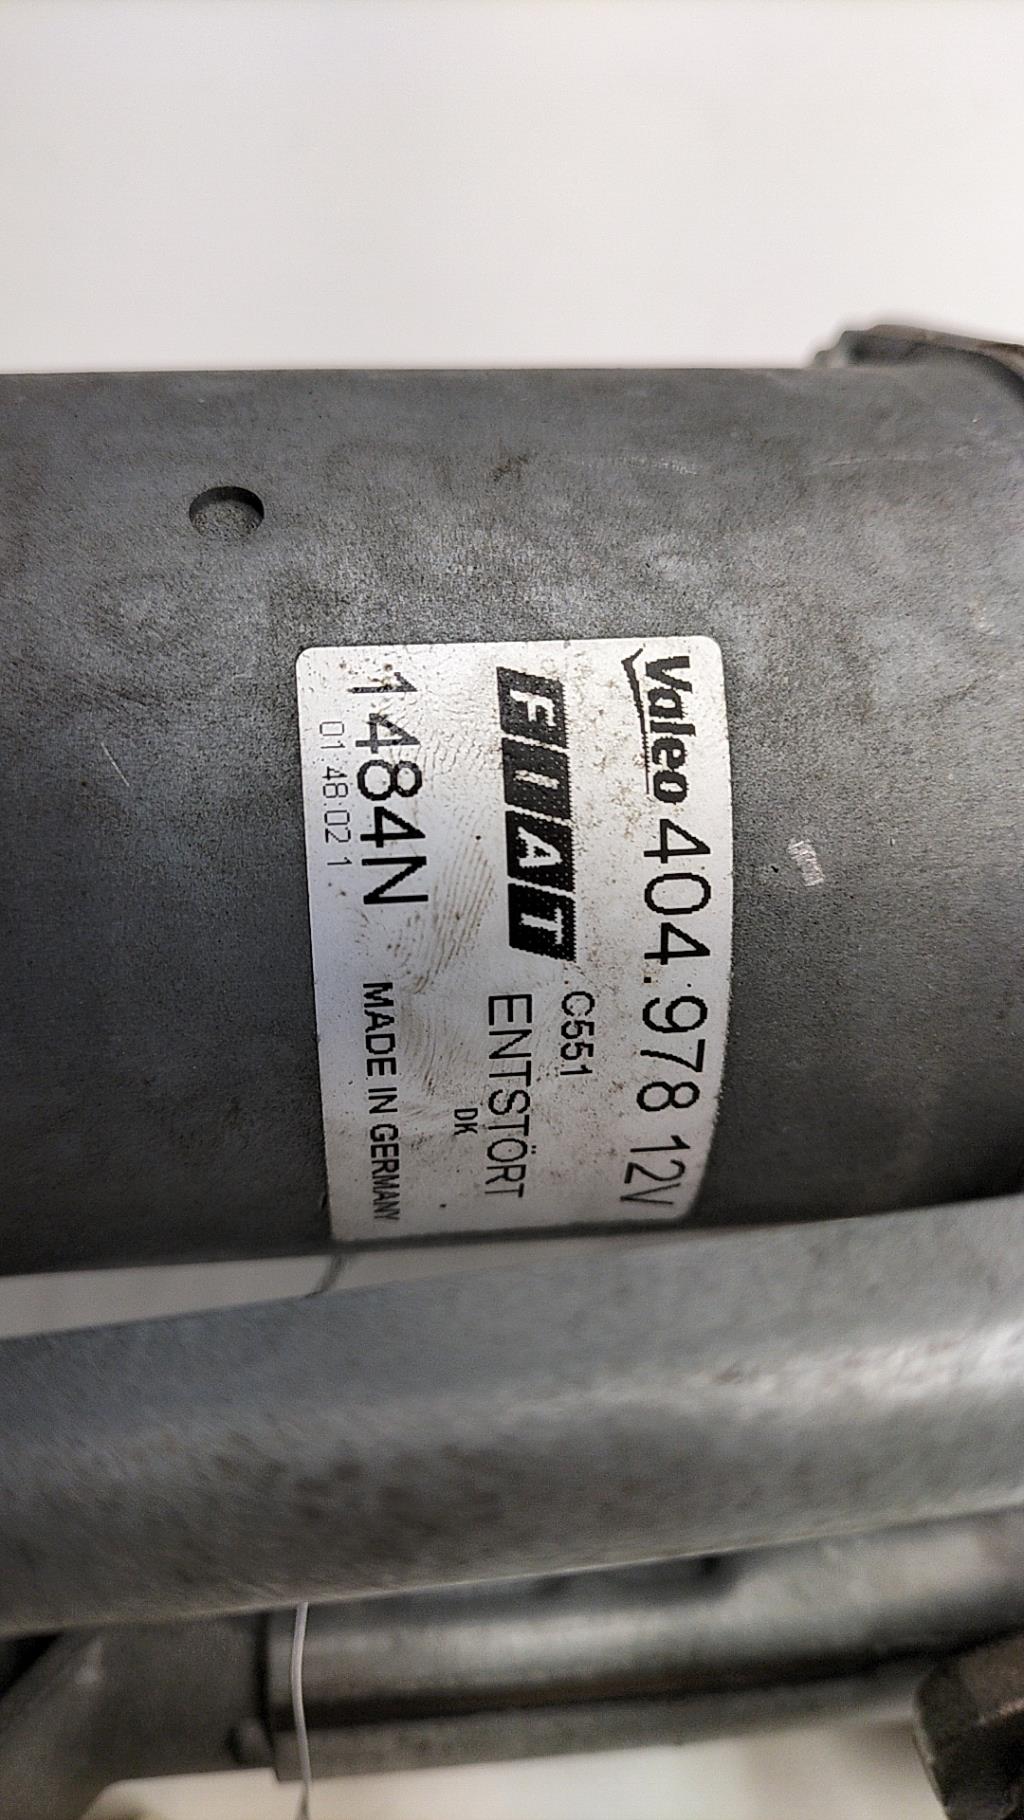 Valeo 404.978 12V
FIAT C551
ENTSTÖRT
DK
1484N MADE IN GERMANY
01 48:02 1